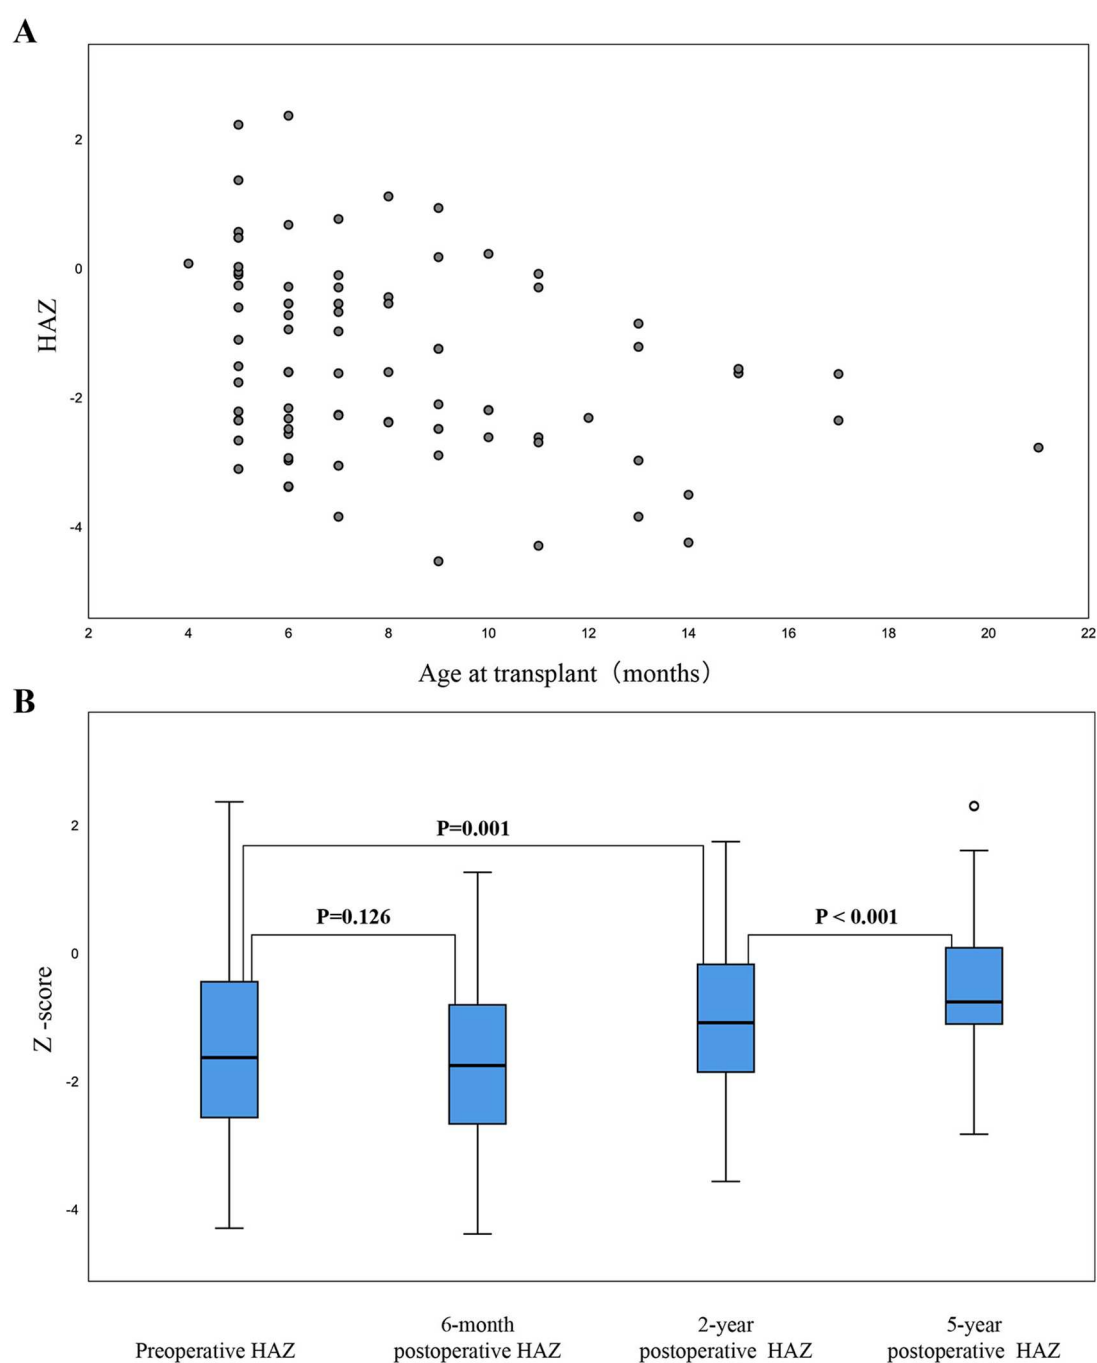 A
2
0
-2
-4
HAZ
2 4 6 8 10 12 14 16 18 20 22
Age at transplant（months）
B
2
0
-2
-4
Z -score
P=0.001
P=0.126
P < 0.001
Preoperative HAZ
6-month
postoperative HAZ
2-year
postoperative HAZ
5-year
postoperative HAZ